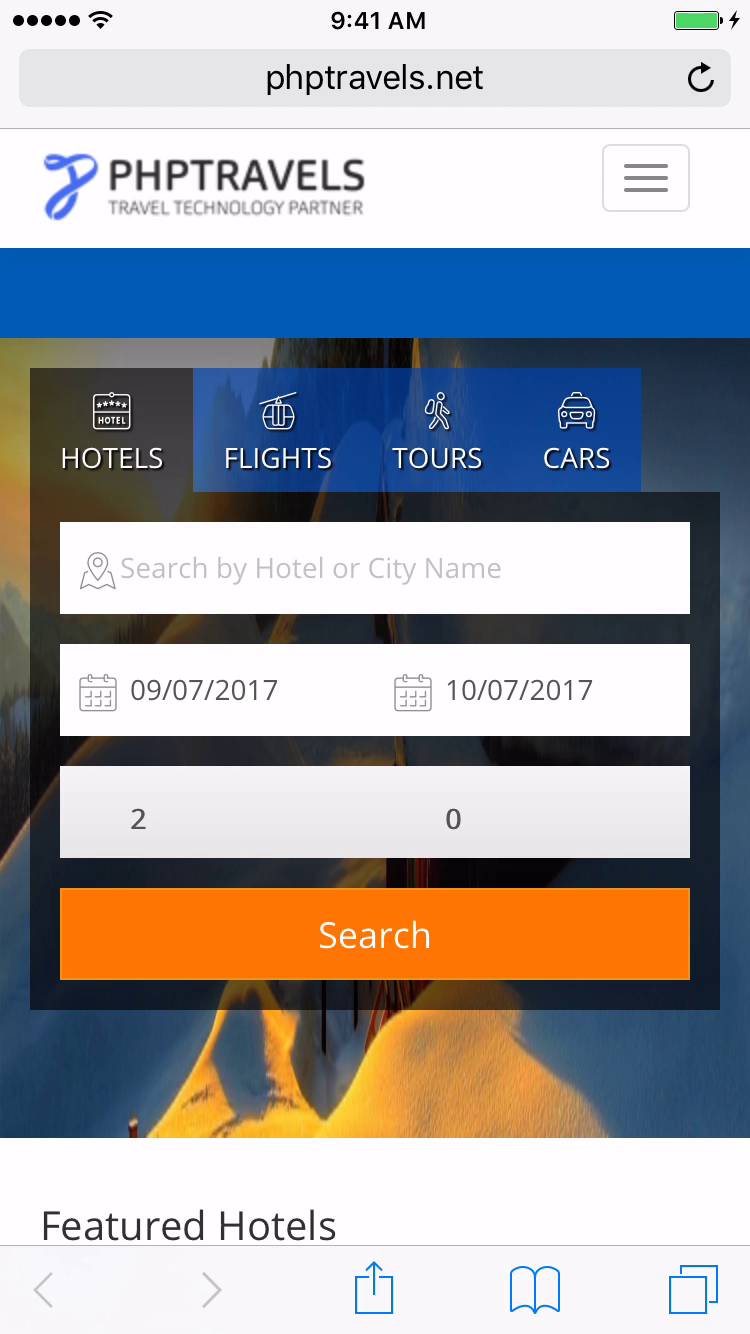 9:41 AM
phptravels.net
PHPTRAVELS
TRAVEL TECHNOLOGY PARTNER
HOTEL
HOTELS FLIGHTS TOURS CARS
Search by Hotel or City Name
09/07/2017 10/07/2017
2 0
Search
Featured Hotels